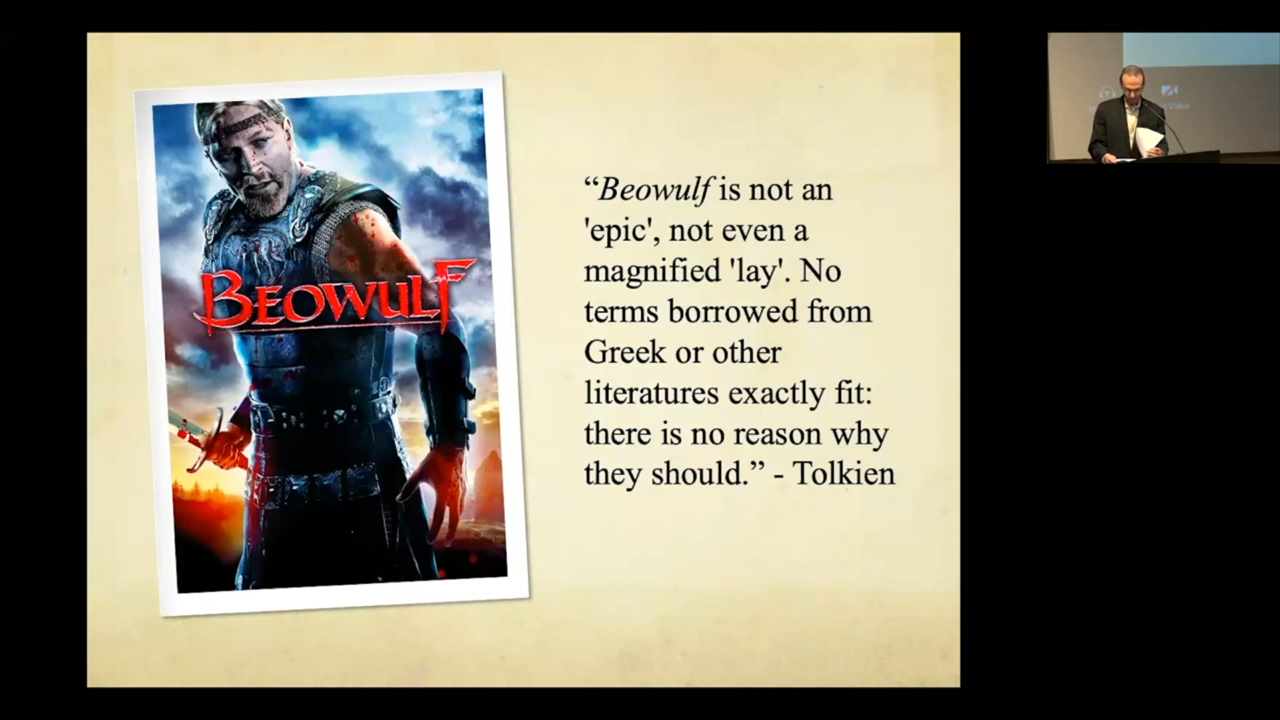 BEOWULF
“Beowulf is not an
'epic', not even a
magnified 'lay'. No
terms borrowed from
Greek or other
literatures exactly fit:
there is no reason why
they should.” - Tolkien
Video